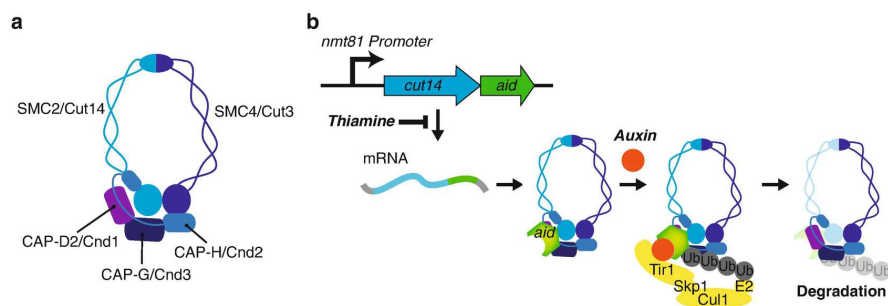 a
SMC2/Cut14
SMC4/Cut3
CAP-D2/Cnd1
CAP-H/Cnd2
CAP-G/Cnd3
b
nmt81 Promoter
cut14
aid
Thiamine
mRNA
aid
Auxin
Tir1
Skp1
Cul1
E2
Ub Ub Ub Ub
Ub Ub Ub Ub
Degradation